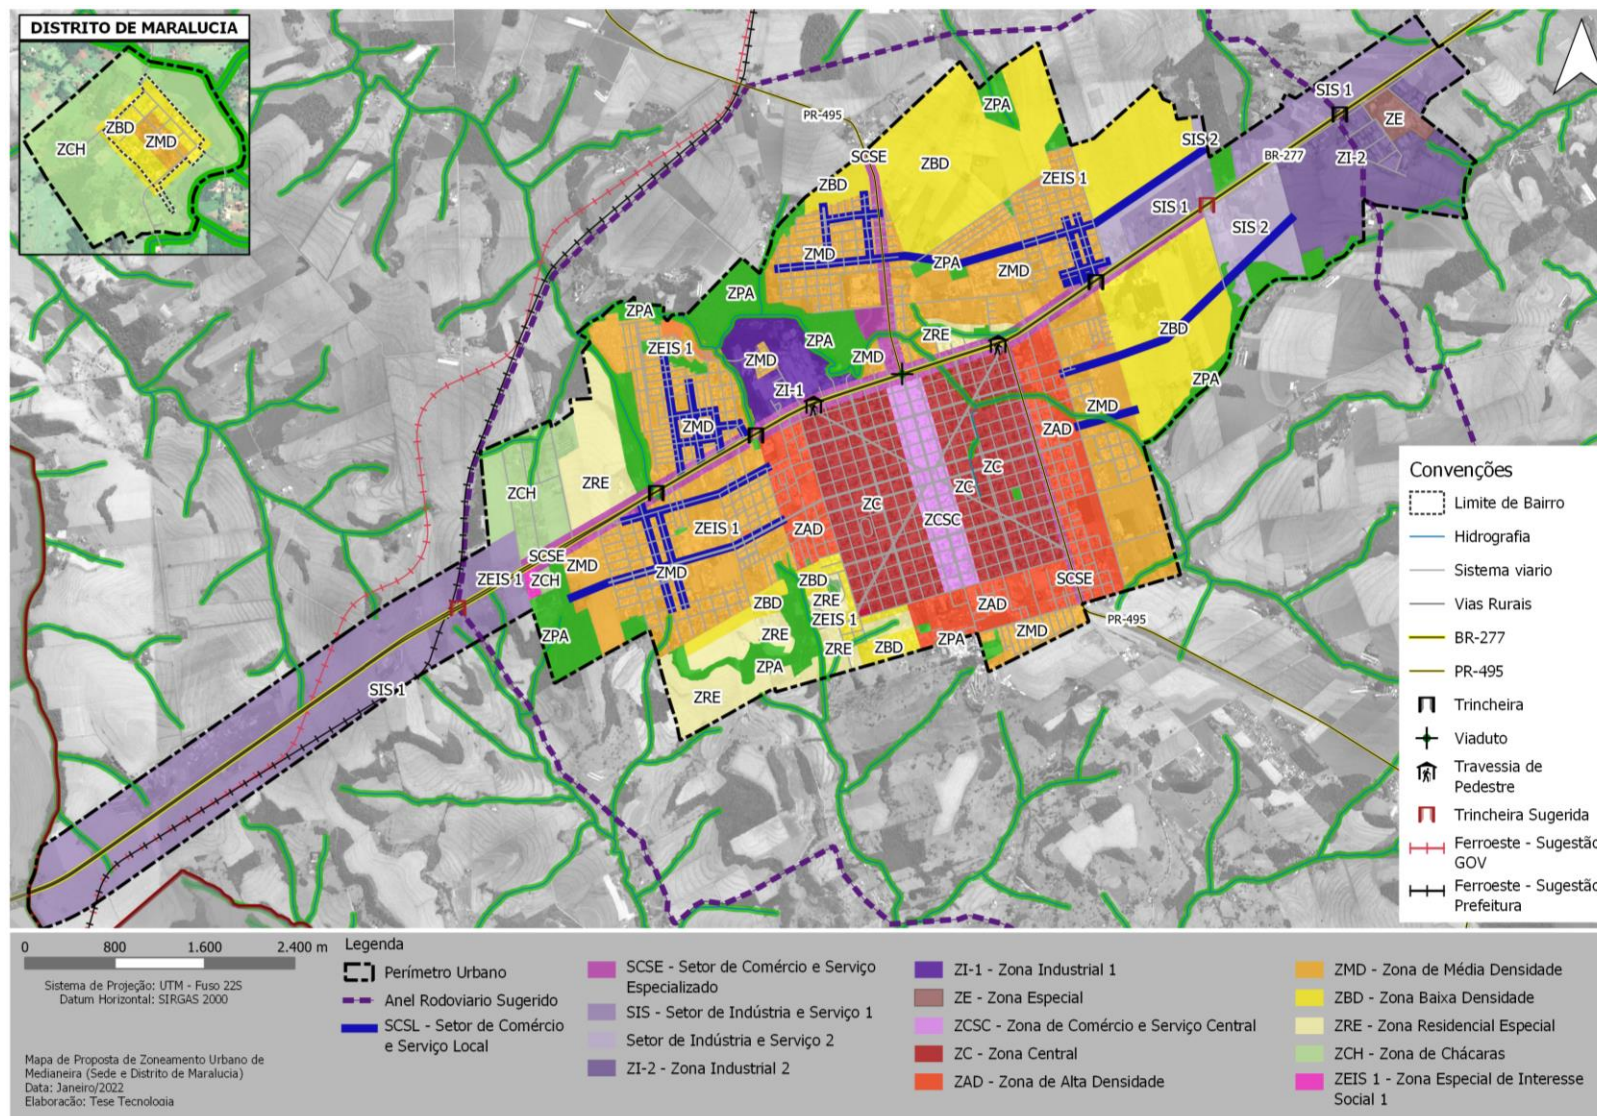 DISTRITO DE MARALUCIA
ZCH
ZBD
ZMD
PR-495
SCSE
ZBD
ZBD
ZPA
ZEIS 1
SIS 2
SIS 1
BR-277
ZE
ZI-2
SIS 1
SIS 2
ZMD
ZPA
ZMD
ZPA
ZPA
ZEIS 1
ZMD
ZPA
ZMD
ZRE
ZBD
ZPA
ZI-1
ZMD
ZMD
ZAD
ZCH
ZRE
ZC
ZC
ZC
ZCSC
ZEIS 1
ZAD
SCSE
ZEIS 1
ZCH
ZMD
ZMD
ZBD
ZBD
ZRE
ZEIS 1
ZAD
SCSE
PR-495
ZPA
ZRE
ZRE
ZBD
ZPA
ZMD
ZPA
ZRE
SIS 1
Convenções
Limite de Bairro
Hidrografia
Sistema viario
Vias Rurais
BR-277
PR-495
Trincheira
Viaduto
Travessia de
Pedestre
Trincheira Sugerida
Ferroeste - Sugestão
GOV
Ferroeste - Sugestão
Prefeitura
0 800 1.600 2.400 m
Sistema de Projeção: UTM - Fuso 22S
Datum Horizontal: SIRGAS 2000
Mapa de Proposta de Zoneamento Urbano de
Medianeira (Sede e Distrito de Maralucia)
Data: Janeiro/2022
Elaboracão: Tese Tecnologia
Legenda
Perímetro Urbano
Anel Rodoviario Sugerido
SCSL - Setor de Comércio
e Serviço Local
SCSE - Setor de Comércio e Serviço
Especializado
SIS - Setor de Indústria e Serviço 1
Setor de Indústria e Serviço 2
ZI-2 - Zona Industrial 2
ZI-1 - Zona Industrial 1
ZE - Zona Especial
ZCSC - Zona de Comércio e Serviço Central
ZC - Zona Central
ZAD - Zona de Alta Densidade
ZMD - Zona de Média Densidade
ZBD - Zona Baixa Densidade
ZRE - Zona Residencial Especial
ZCH - Zona de Chácaras
ZEIS 1 - Zona Especial de Interesse
Social 1